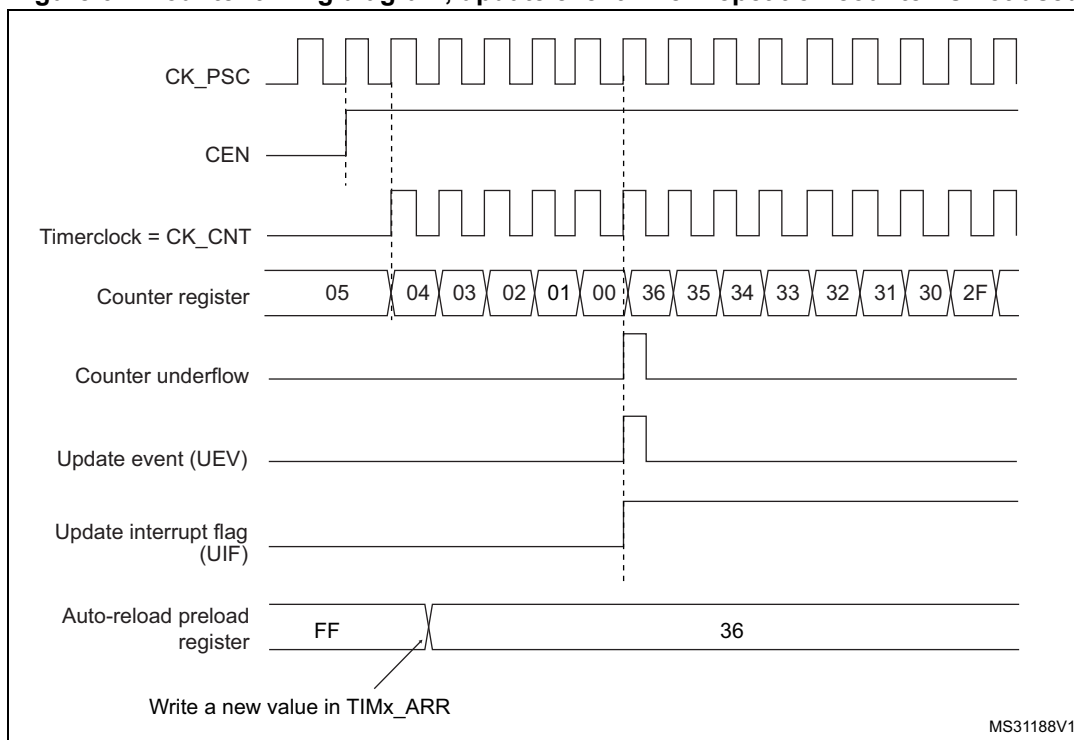 CK_PSC
CEN
Timerclock = CK_CNT
Counter register 05 04 03 02 01 00 36 35 34 33 32 31 30 2F
Counter underflow
Update event (UEV)
Update interrupt flag
(UIF)
Auto-reload preload
register FF 36
Write a new value in TIMx_ARR
MS31188V1